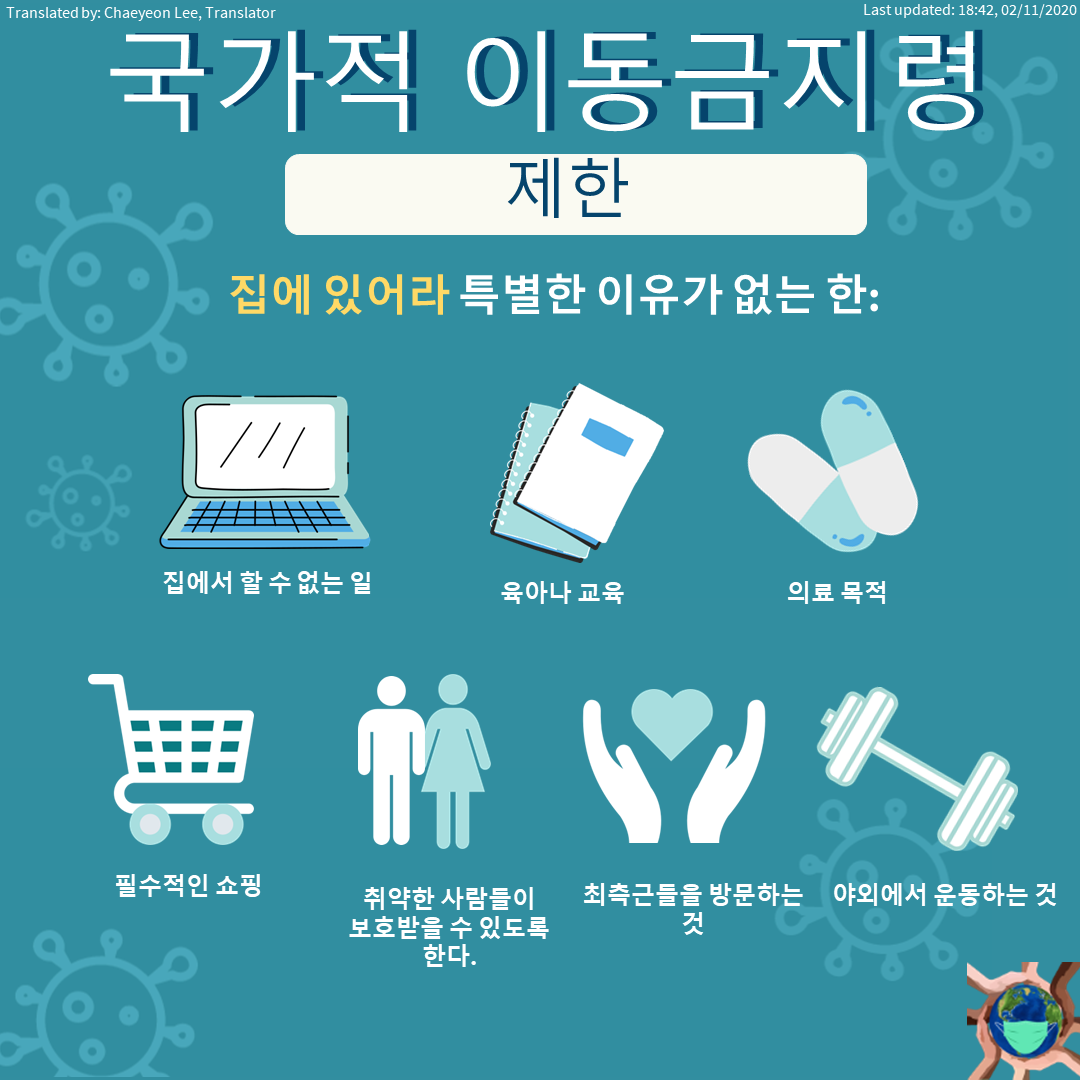 Translated by: Chaeyeon Lee, Translator
Last updated: 18:42, 02/11/2020
국가적 이동금지령
제한
집에 있어라 특별한 이유가 없는 한:
집에서 할 수 없는 일
육아나 교육
의료 목적
필수적인 쇼핑
취약한 사람들이
보호받을 수 있도록
한다.
최측근들을 방문하는
것
야외에서 운동하는 것